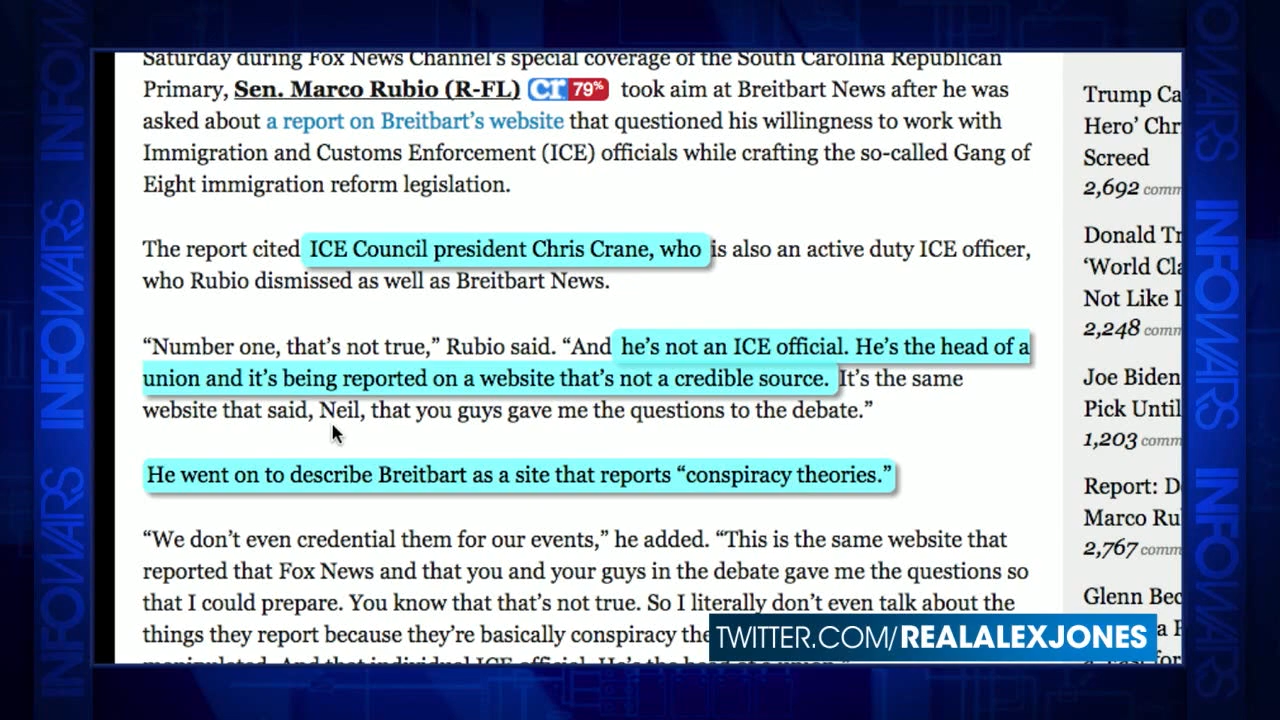 Saturday during Fox News Channel's special coverage of the South Carolina Republican
Primary, Sen. Marco Rubio (R-FL) cr 79% took aim at Breitbart News after he was
asked about a report on Breitbart's website that questioned his willingness to work with
Immigration and Customs Enforcement (ICE) officials while crafting the so-called Gang of
Eight immigration reform legislation.
The report cited ICE Council president Chris Crane, who is also an active duty ICE officer,
who Rubio dismissed as well as Breitbart News.
“Number one, that's not true,” Rubio said. “And he's not an ICE official. He's the head of a
union and it's being reported on a website that's not a credible source. It's the same
website that said, Neil, that you guys gave me the questions to the debate.”
He went on to describe Breitbart as a site that reports “conspiracy theories.”
“We don't even credential them for our events,” he added. “This is the same website that
reported that Fox News and that you and your guys in the debate gave me the questions so
that I could prepare. You know that that's not true. So I literally don't even talk about the
things they report because they're basically conspiracy
Trump
Hero'
Screed
2,692
Donald
‘World
Not Like
2,248
Joe Biden
Pick Until
1,203
Report:
Marco
2,767
Glenn
TWITTER.COM/REALALEXJONES
INFOWARS
INFOWARS
INFOWARS
INFOWARS
INFOWARS
INFOWARS